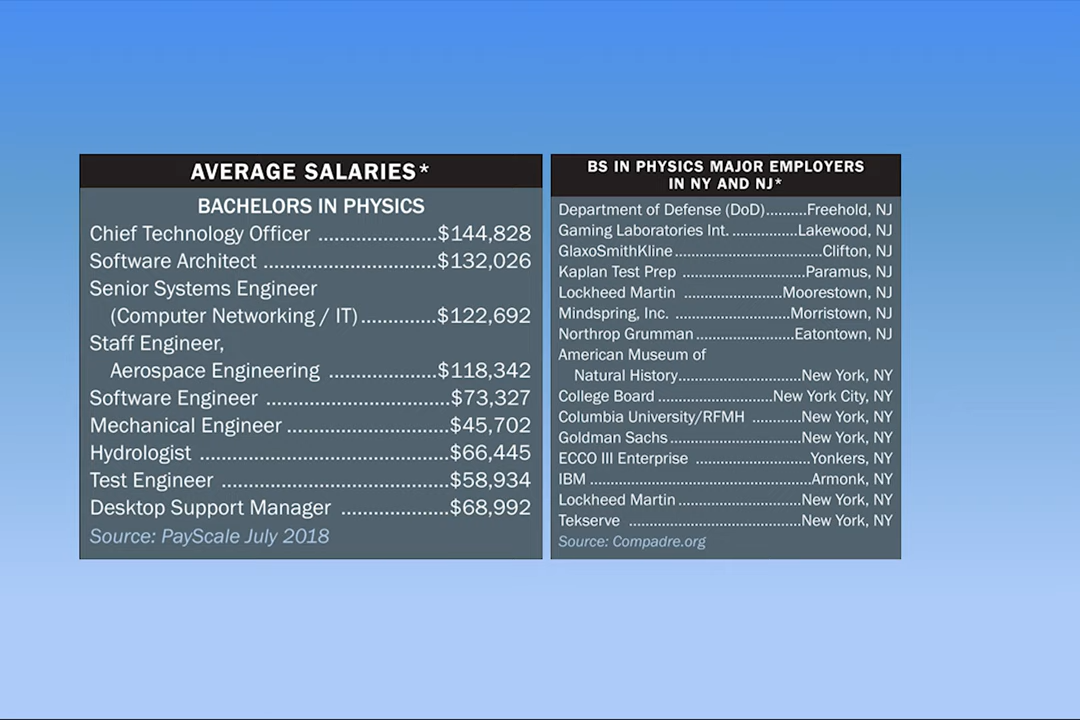 AVERAGE SALARIES*
BACHELORS IN PHYSICS
Chief Technology Officer ......................$144,828
Software Architect ................................$132,026
Senior Systems Engineer
(Computer Networking / IT)..............$122,692
Staff Engineer,
Aerospace Engineering ....................$118,342
Software Engineer ..................................$73,327
Mechanical Engineer ..............................$45,702
Hydrologist ..............................................$66,445
Test Engineer ..........................................$58,934
Desktop Support Manager ....................$68,992
Source: PayScale July 2018
BS IN PHYSICS MAJOR EMPLOYERS
IN NY AND NJ*
Department of Defense (DoD)..........Freehold, NJ
Gaming Laboratories Int. ................Lakewood, NJ
GlaxoSmithKline....................................Clifton, NJ
Kaplan Test Prep ..............................Paramus, NJ
Lockheed Martin ........................Moorestown, NJ
Mindspring, Inc. ............................Morristown, NJ
Northrop Grumman........................Eatontown, NJ
American Museum of
Natural History..............................New York, NY
College Board ............................New York City, NY
Columbia University/RFMH ............New York, NY
Goldman Sachs................................New York, NY
ECCO III Enterprise ............................Yonkers, NY
IBM ......................................................Armonk, NY
Lockheed Martin..............................New York, NY
Tekserve ..........................................New York, NY
Source: Compadre.org